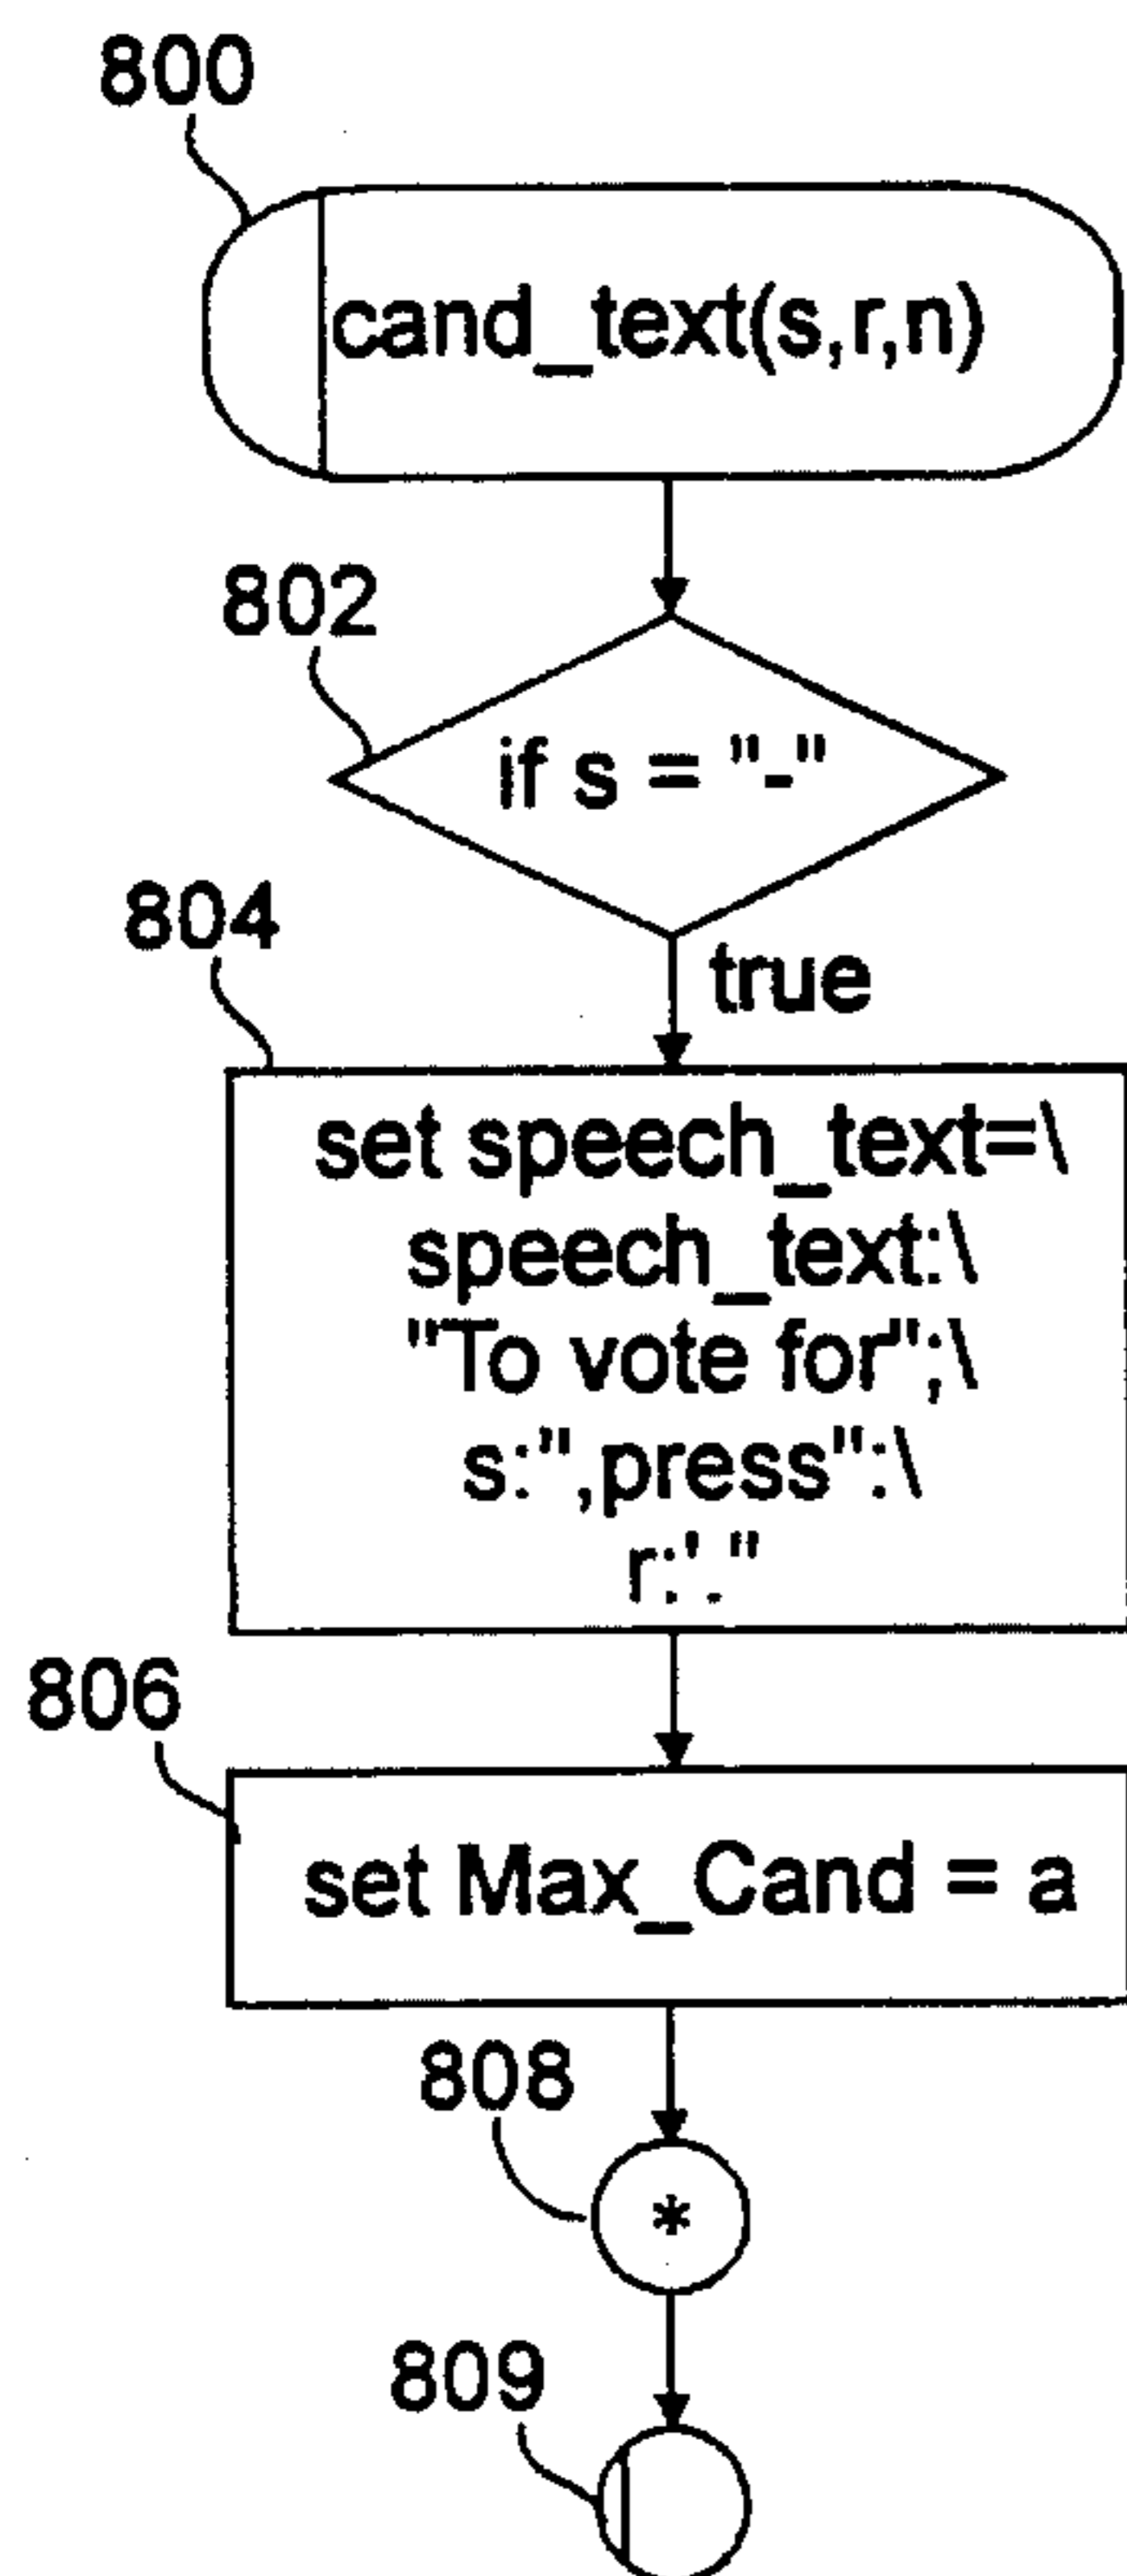 800
cand_text(s,r,n)
802
if s = "-"
true
804
set speech_text=\
speech_text:\
"To vote for";\
s:",press":\
r:'."
806
set Max_Cand = a
808
*
809